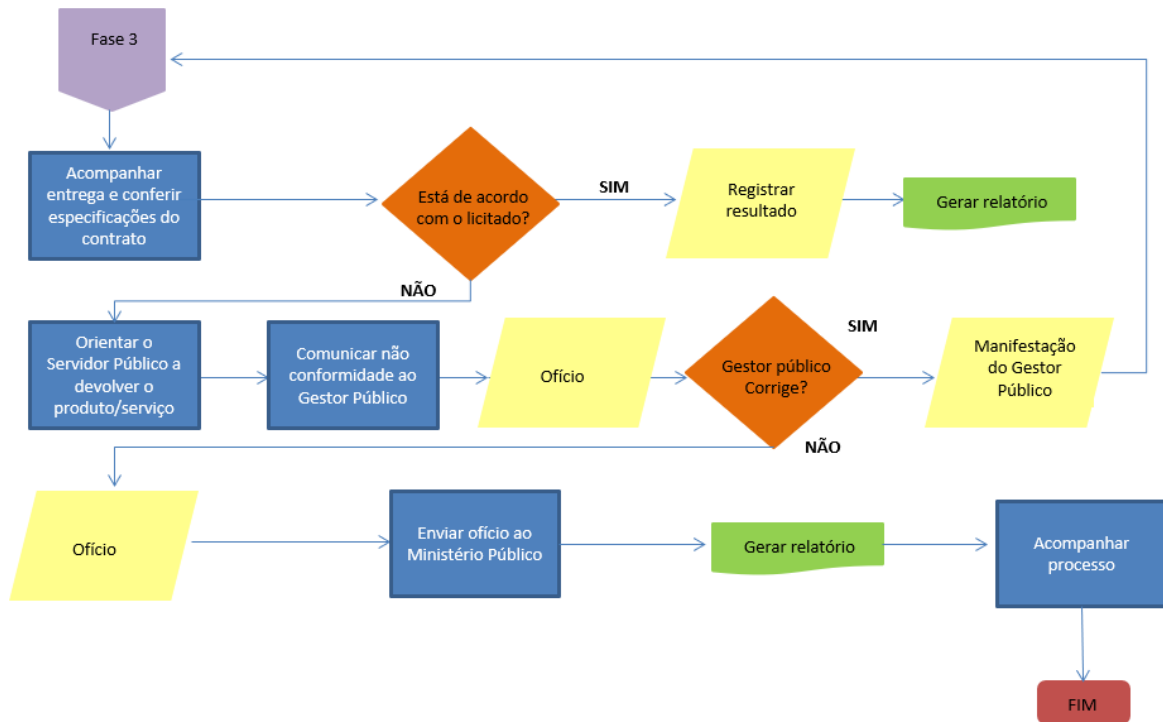 Fase 3
Acompanhar
entrega e conferir
especificações do
contrato
Está de acordo
com o licitado?
SIM
Registrar
resultado
Gerar relatório
NÃO
Orientar o
Servidor Público a
devolver o
produto/serviço
Comunicar não
conformidade ao
Gestor Público
Ofício
Gestor público
Corrige?
SIM
Manifestação
do Gestor
Público
NÃO
Ofício
Enviar ofício ao
Ministério Público
Gerar relatório
Acompanhar
processo
FIM